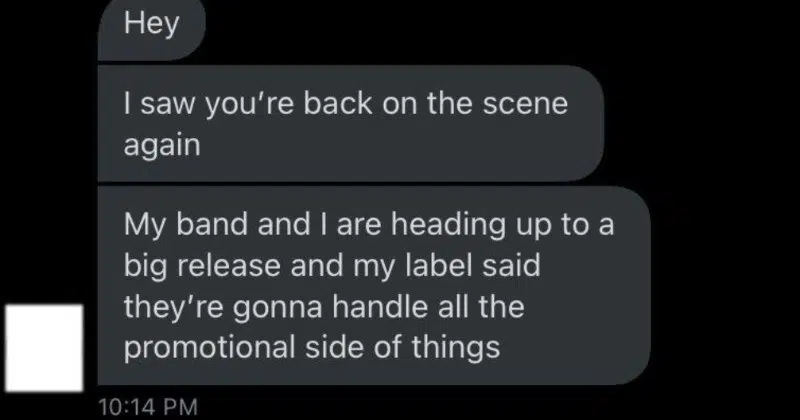 Hey
I saw you’re back on the scene
again
My band and I are heading up to a
big release and my label said
they’re gonna handle all the
promotional side of things
10:14 PM